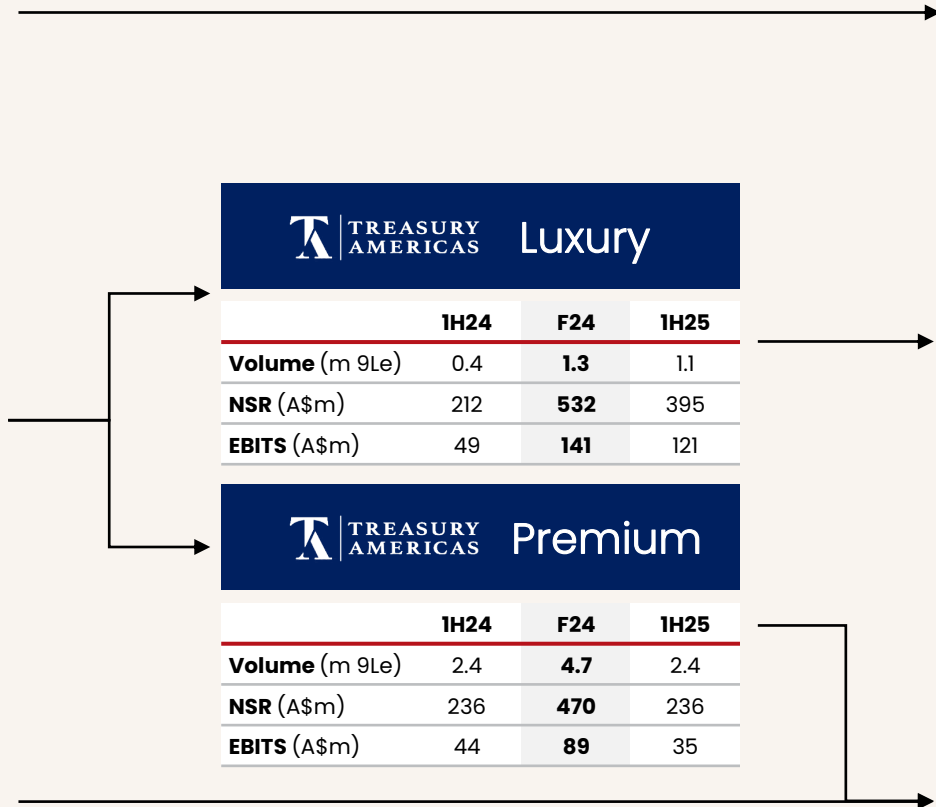 TREASURY AMERICAS Luxury
1H24 F24 1H25
Volume (m 9Le) 0.4 1.3 1.1
NSR (A$m) 212 532 395
EBITS (A$m) 49 141 121
TREASURY AMERICAS Premium
1H24 F24 1H25
Volume (m 9Le) 2.4 4.7 2.4
NSR (A$m) 236 470 236
EBITS (A$m) 44 89 35